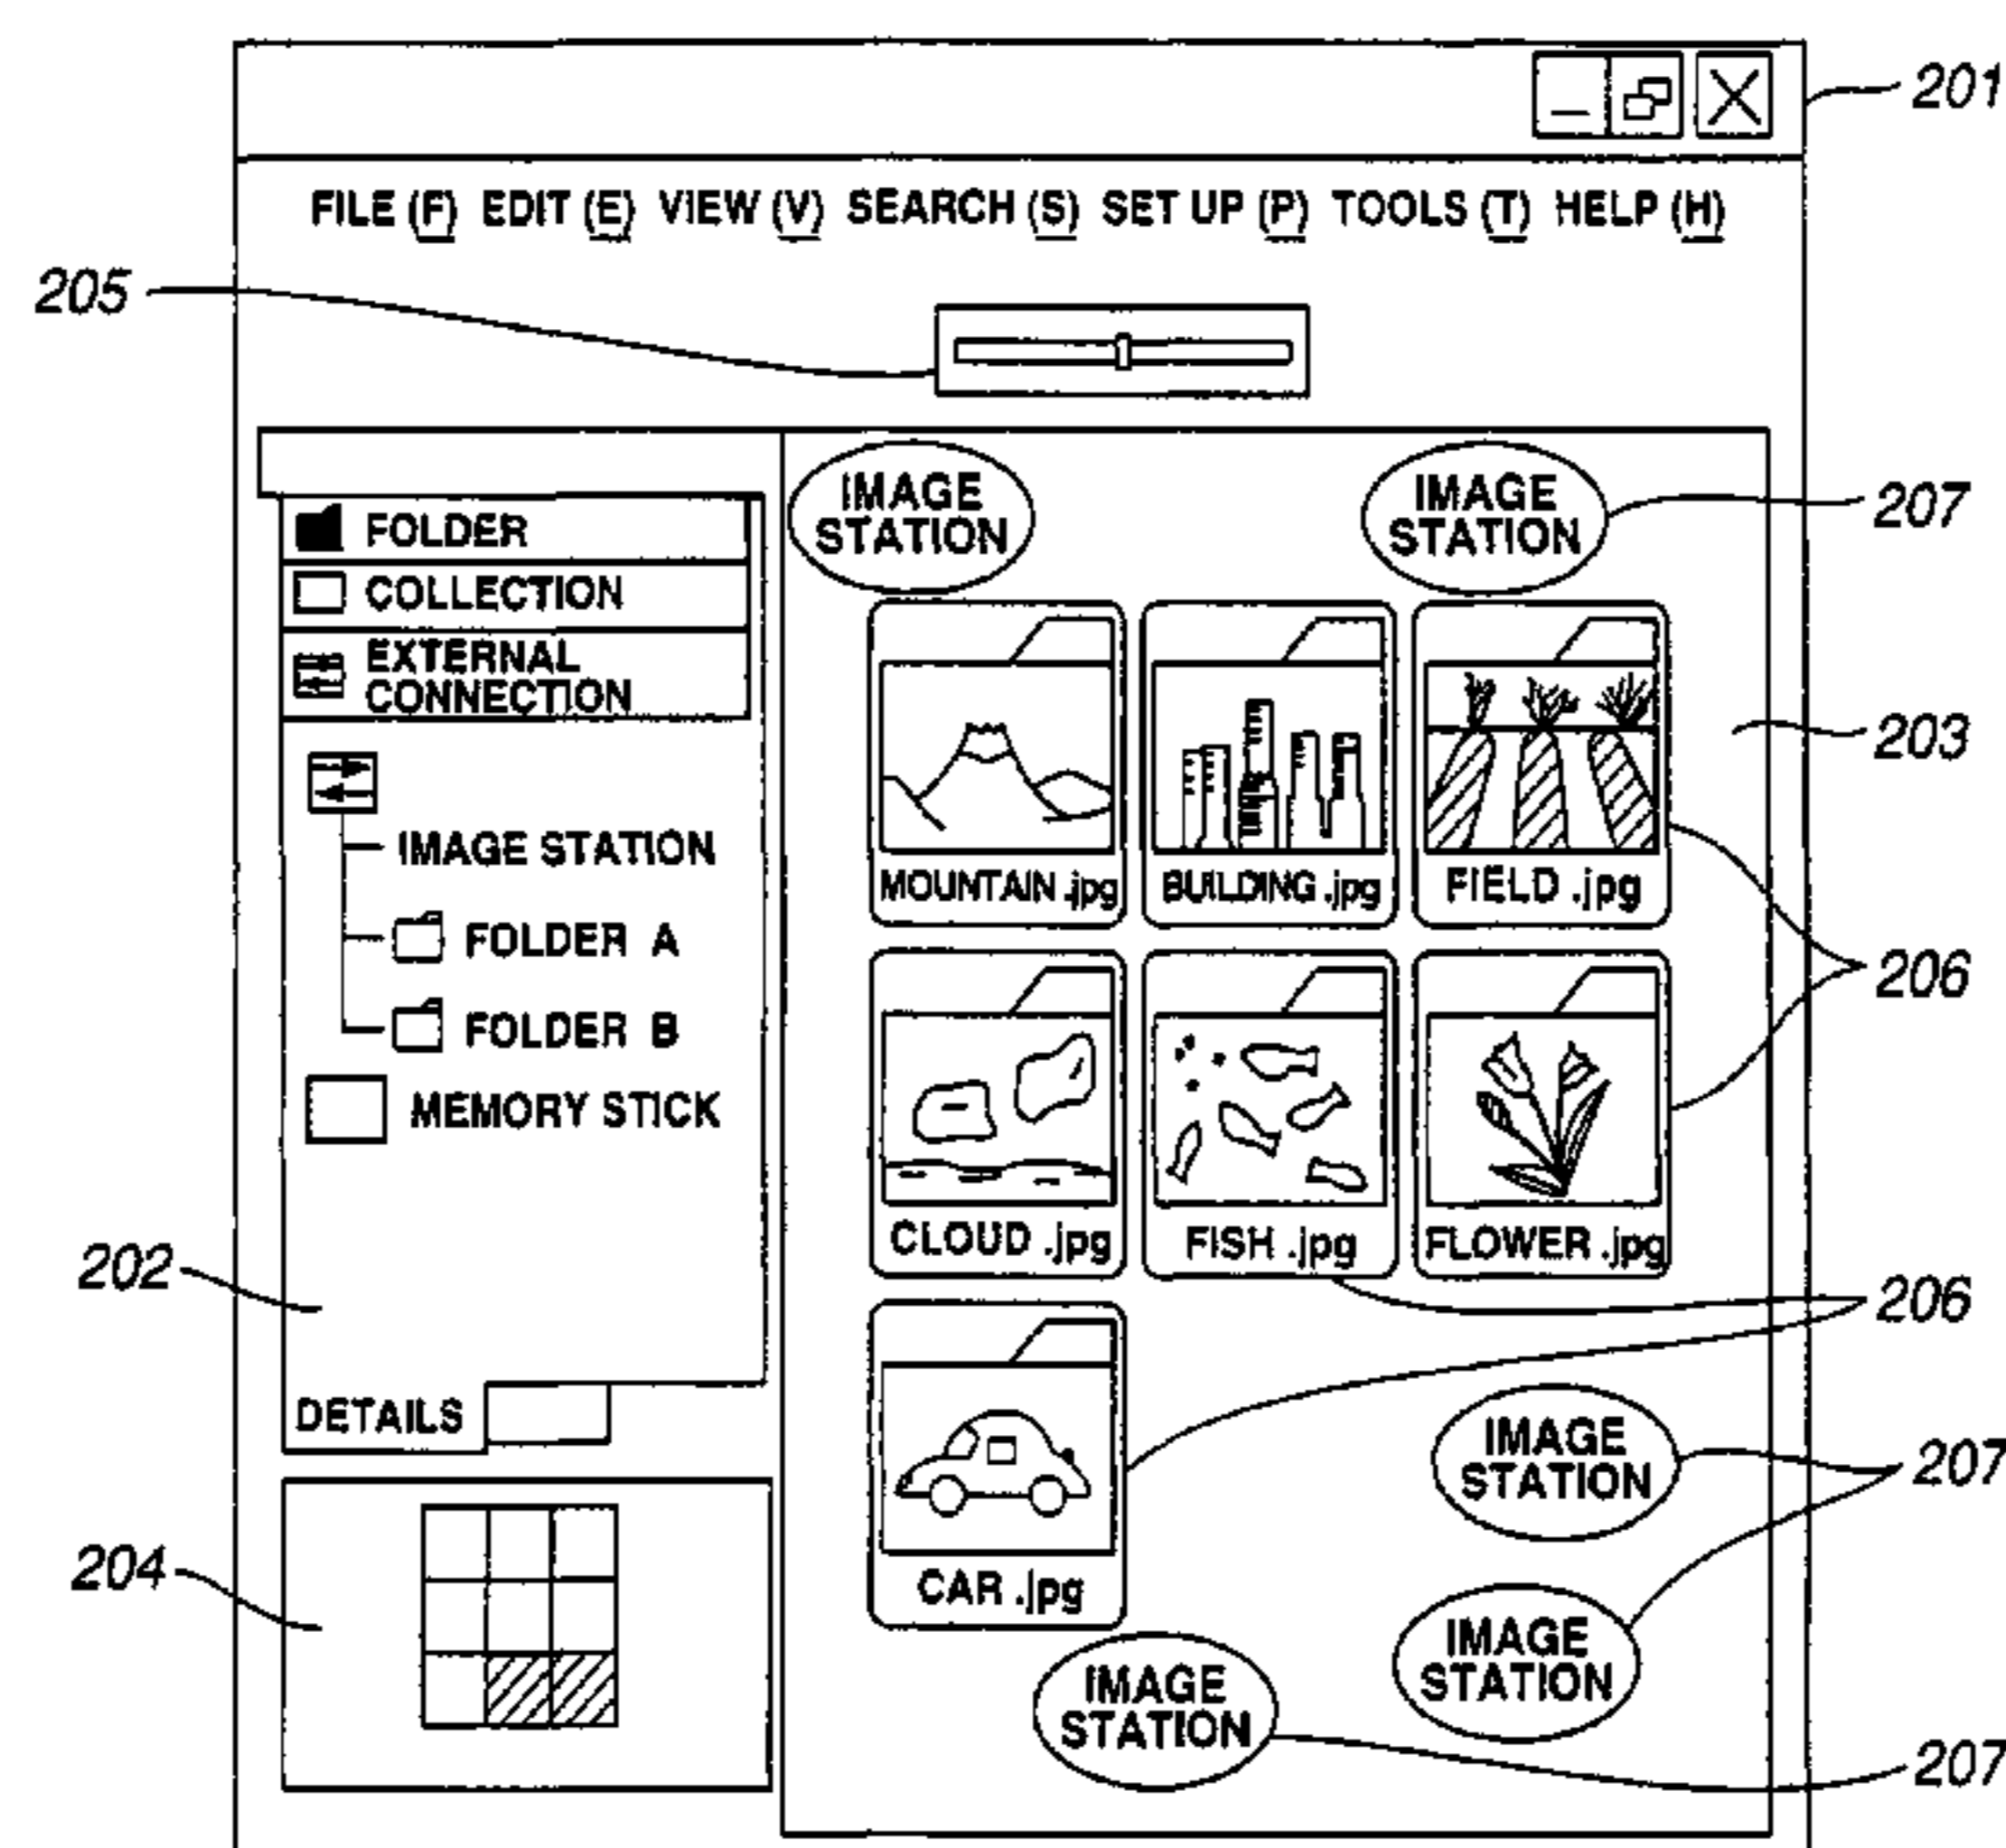 201
FILE (F) EDIT (E) VIEW (V) SEARCH (S) SET UP (P) TOOLS (T) HELP (H)
205
FOLDER
COLLECTION
EXTERNAL
CONNECTION
IMAGE STATION
FOLDER A
FOLDER B
MEMORY STICK
202
DETAILS
204
IMAGE
STATION
IMAGE
STATION
207
MOUNTAIN .jpg
BUILDING .jpg
FIELD .jpg
203
206
CLOUD .jpg
FISH .jpg
FLOWER .jpg
206
CAR .jpg
IMAGE
STATION
207
IMAGE
STATION
IMAGE
STATION
207